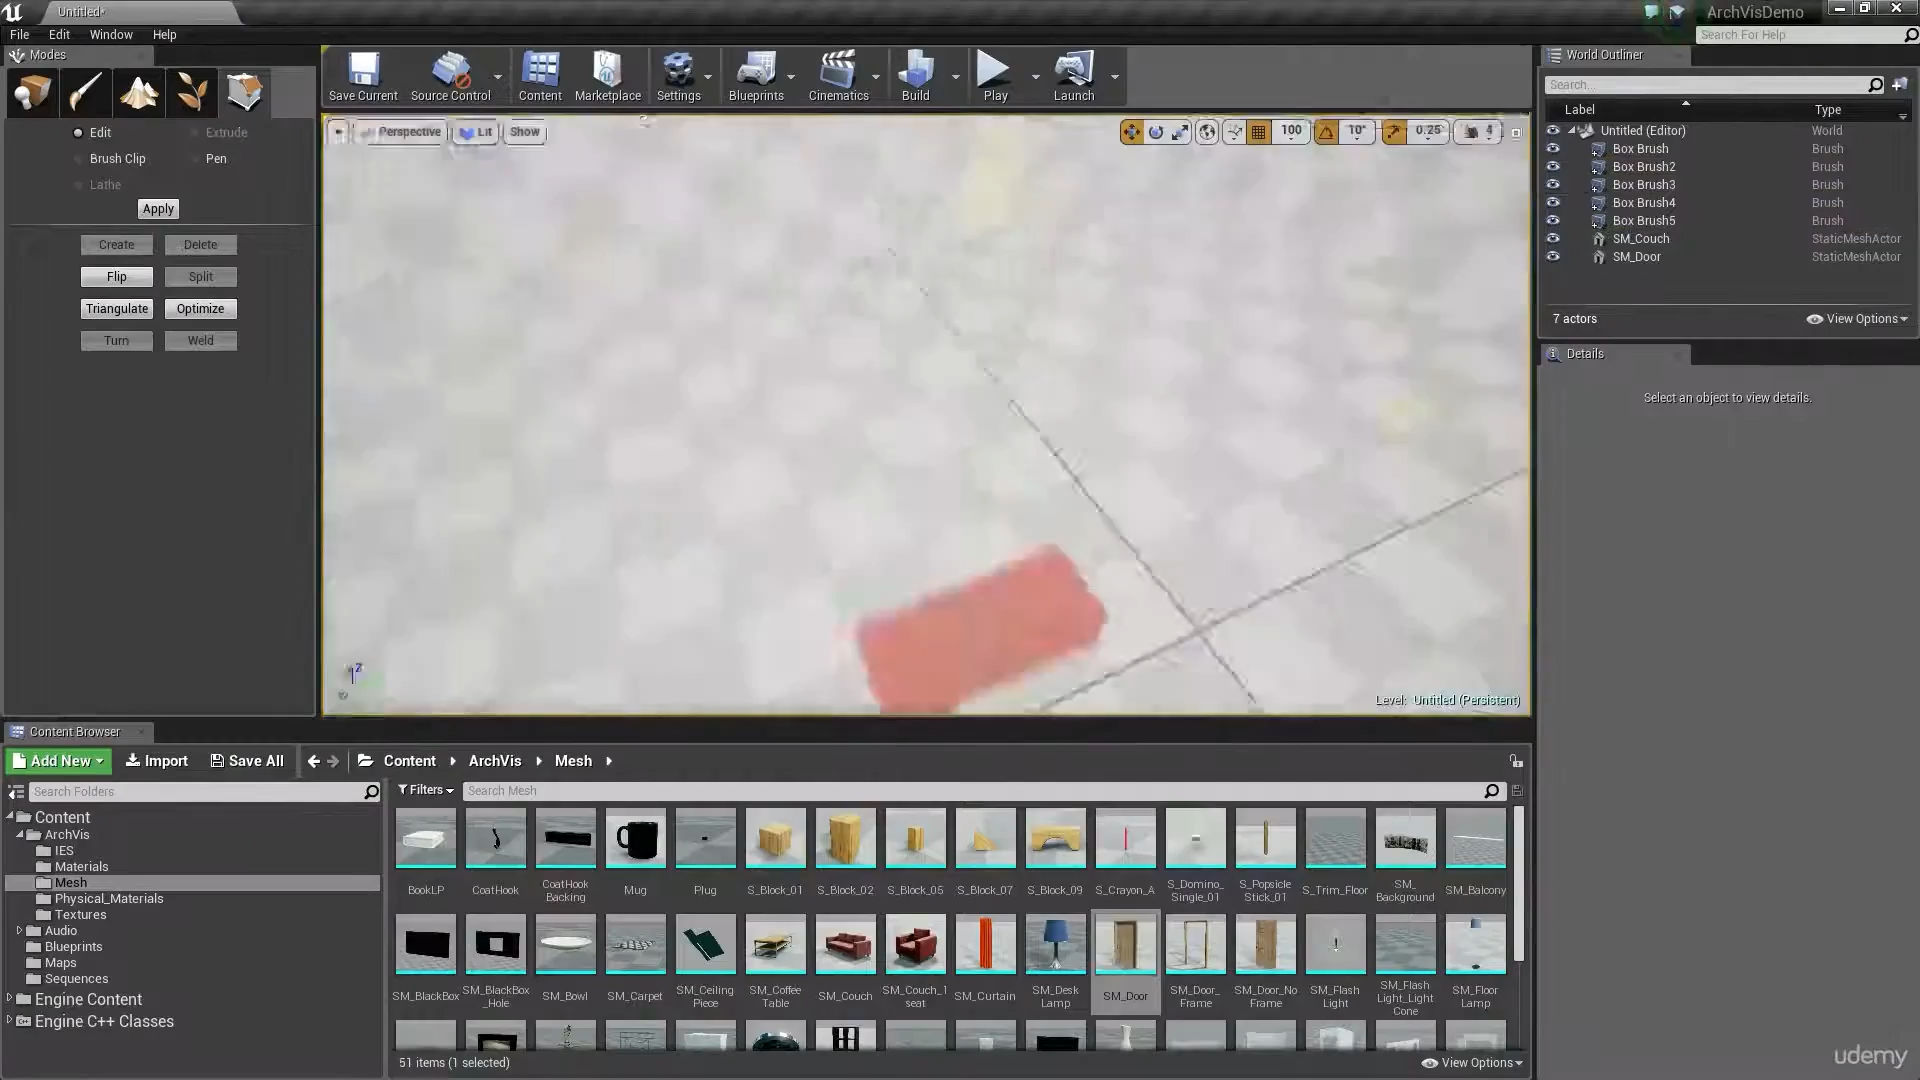 Untitled*
ArchVisDemo
File Edit Window Help
Search For Help
Modes
Edit Extrude
Brush Clip Pen
Lathe
Apply
Create Delete
Flip Split
Triangulate Optimize
Turn Weld
Save Current Source Control Content Marketplace Settings Blueprints Cinematics Build Play Launch
Perspective Lit Show
100 10° 0.25 4
Level: Untitled (Persistent)
World Outliner
Search...
Label Type
Untitled (Editor) World
Box Brush Brush
Box Brush2 Brush
Box Brush3 Brush
Box Brush4 Brush
Box Brush5 Brush
SM_Couch StaticMeshActor
SM_Door StaticMeshActor
7 actors View Options
Details
Select an object to view details.
Content Browser
Add New Import Save All Content ArchVis Mesh
Search Folders
Filters Search Mesh
Content
ArchVis
IES
Materials
Mesh
Physical_Materials
Textures
Audio
Blueprints
Maps
Sequences
Engine Content
Engine C++ Classes
BookLP CoatHook CoatHook Backing Mug Plug S_Block_01 S_Block_02 S_Block_05 S_Block_07 S_Block_09 S_Crayon_A S_Domino_Single_01 S_Popsicle Stick_01 S_Trim_Floor SM_Background SM_Balcony
SM_BlackBox SM_BlackBox_Hole SM_Bowl SM_Carpet SM_Ceiling Piece SM_Coffee Table SM_Couch SM_Couch_1 seat SM_Curtain SM_Desk Lamp SM_Door SM_Door_Frame SM_Door_No Frame SM_Flash Light SM_Flash Light_Light Cone SM_Floor Lamp
51 items (1 selected) View Options
udemy